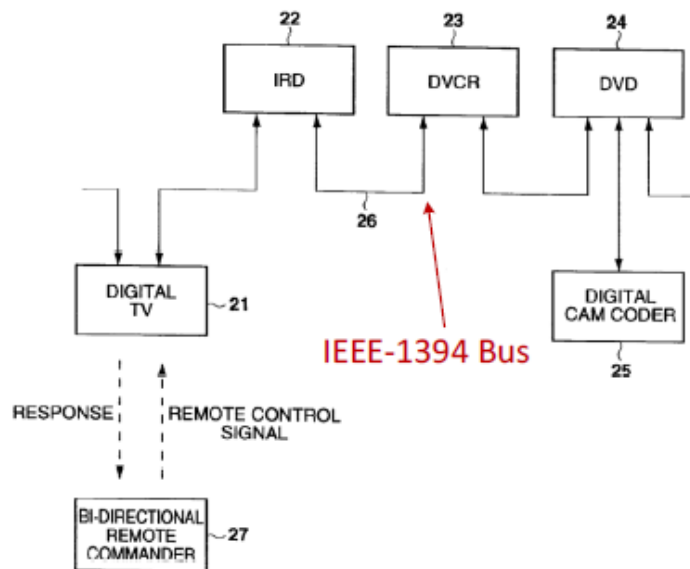 22
23
24
IRD
DVCR
DVD
26
DIGITAL
TV
21
DIGITAL
CAM CODER
25
IEEE-1394 Bus
RESPONSE
REMOTE CONTROL
SIGNAL
BI-DIRECTIONAL
REMOTE
COMMANDER
27